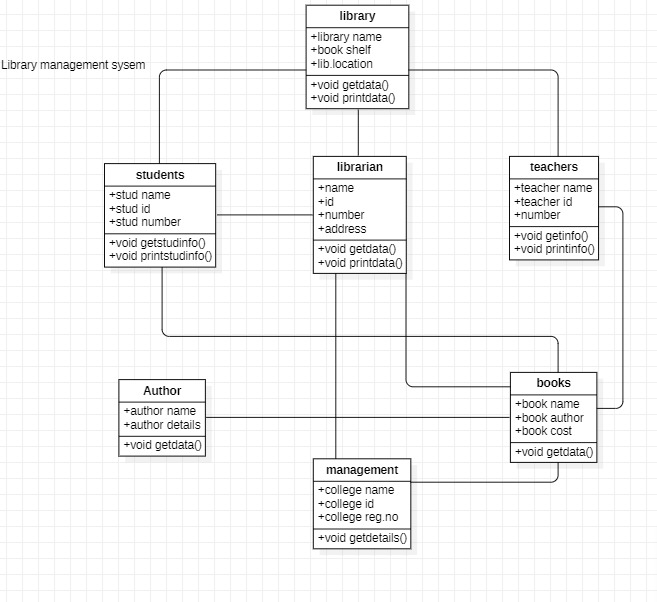 library
+library name
+book shelf
+lib.location
+void getdata()
+void printdata()
Library management sysem
students
+stud name
+stud id
+stud number
+void getstudinfo()
+void printstudinfo()
librarian
+name
+id
+number
+address
+void getdata()
+void printdata()
teachers
+teacher name
+teacher id
+number
+void getinfo()
+void printinfo()
Author
+author name
+author details
+void getdata()
books
+book name
+book author
+book cost
+void getdata()
management
+college name
+college id
+college reg.no
+void getdetails()